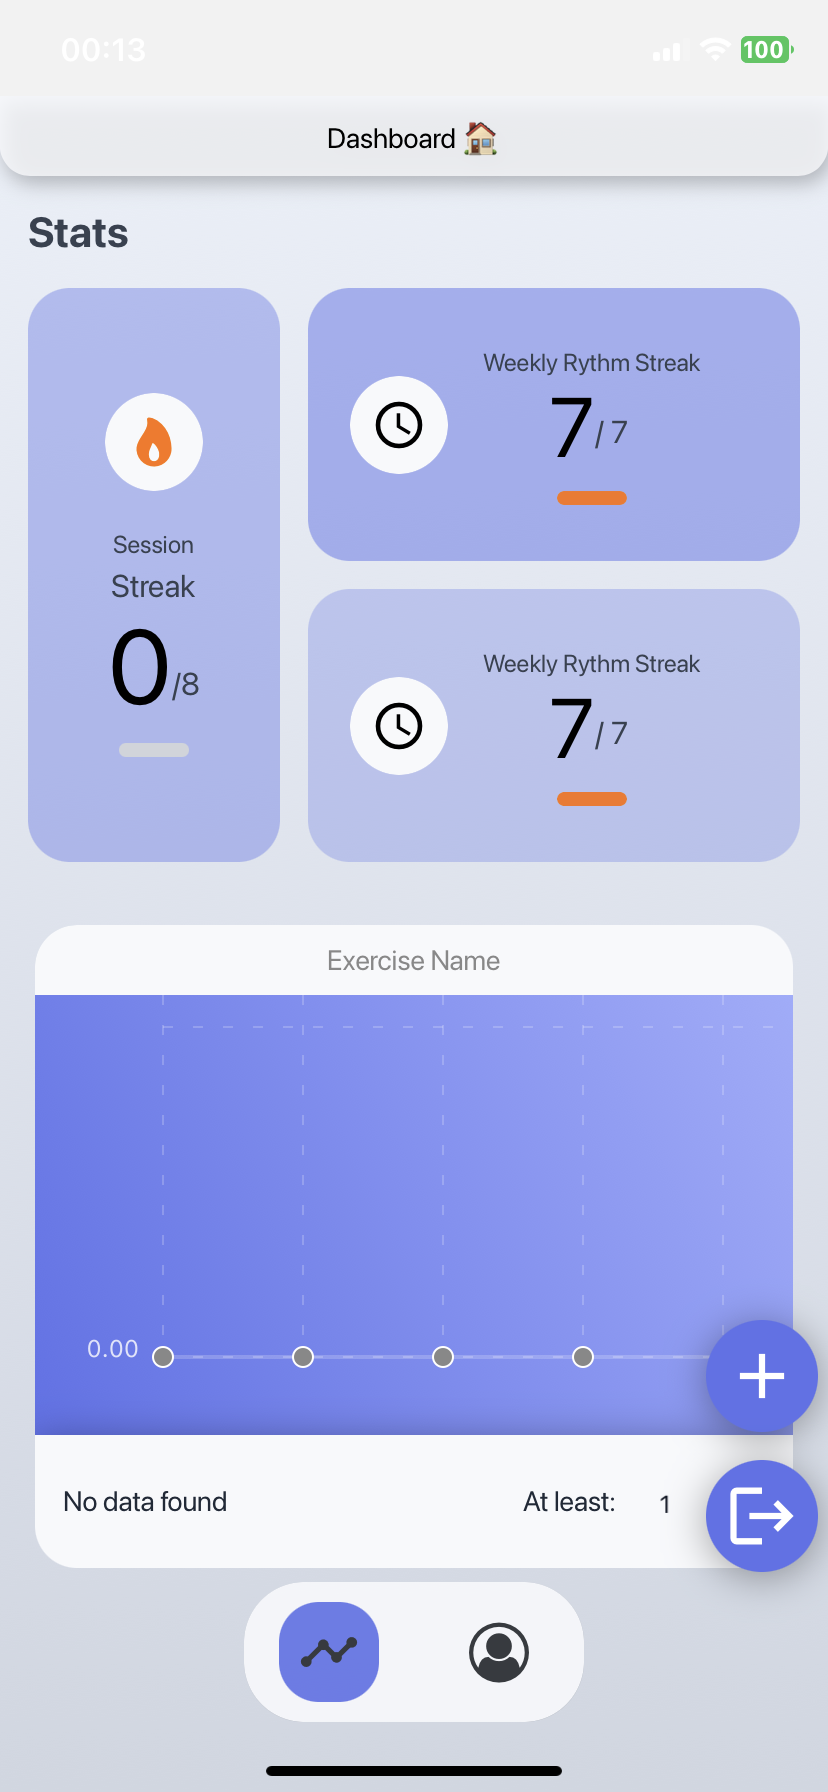 00:13
100
Dashboard 🏠
Stats
Session
Streak
0/8
Weekly Rythm Streak
7/ 7
Weekly Rythm Streak
7/ 7
Exercise Name
0.00
No data found
At least: 1